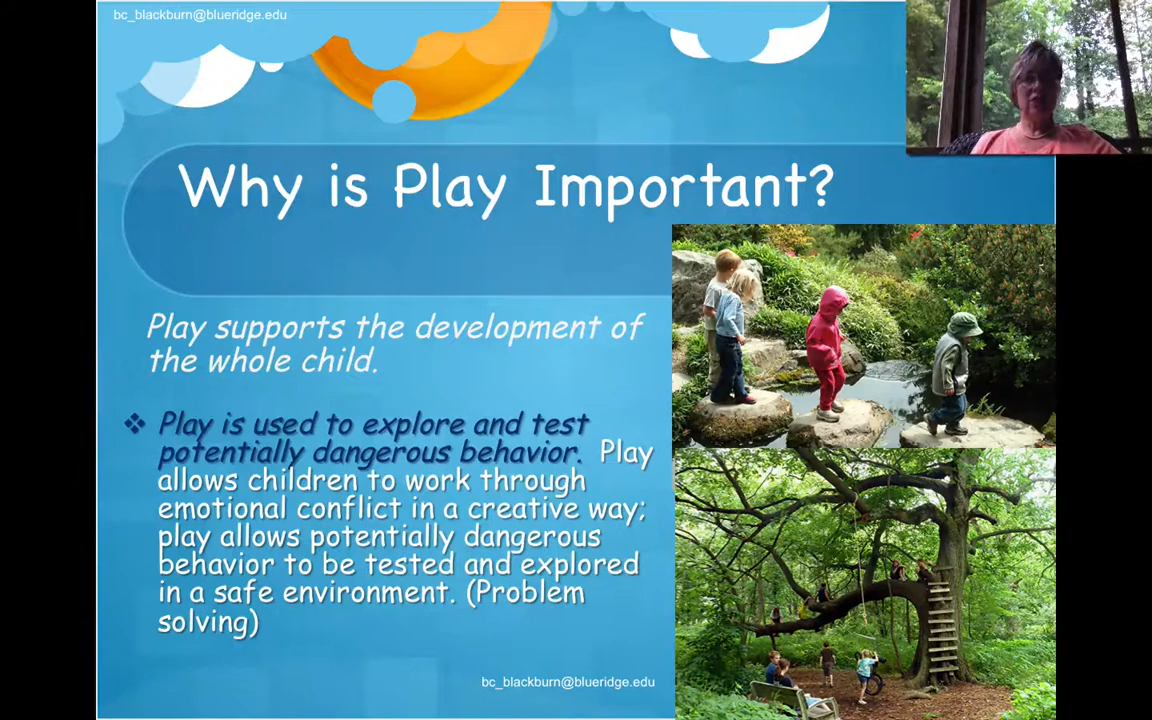 bc_blackburn@blueridge.edu
Why is Play Important?
Play supports the development of
the whole child.
Play is used to explore and test
potentially dangerous behavior. Play
allows children to work through
emotional conflict in a creative way;
play allows potentially dangerous
behavior to be tested and explored
in a safe environment. (Problem
solving)
bc_blackburn@blueridge.edu